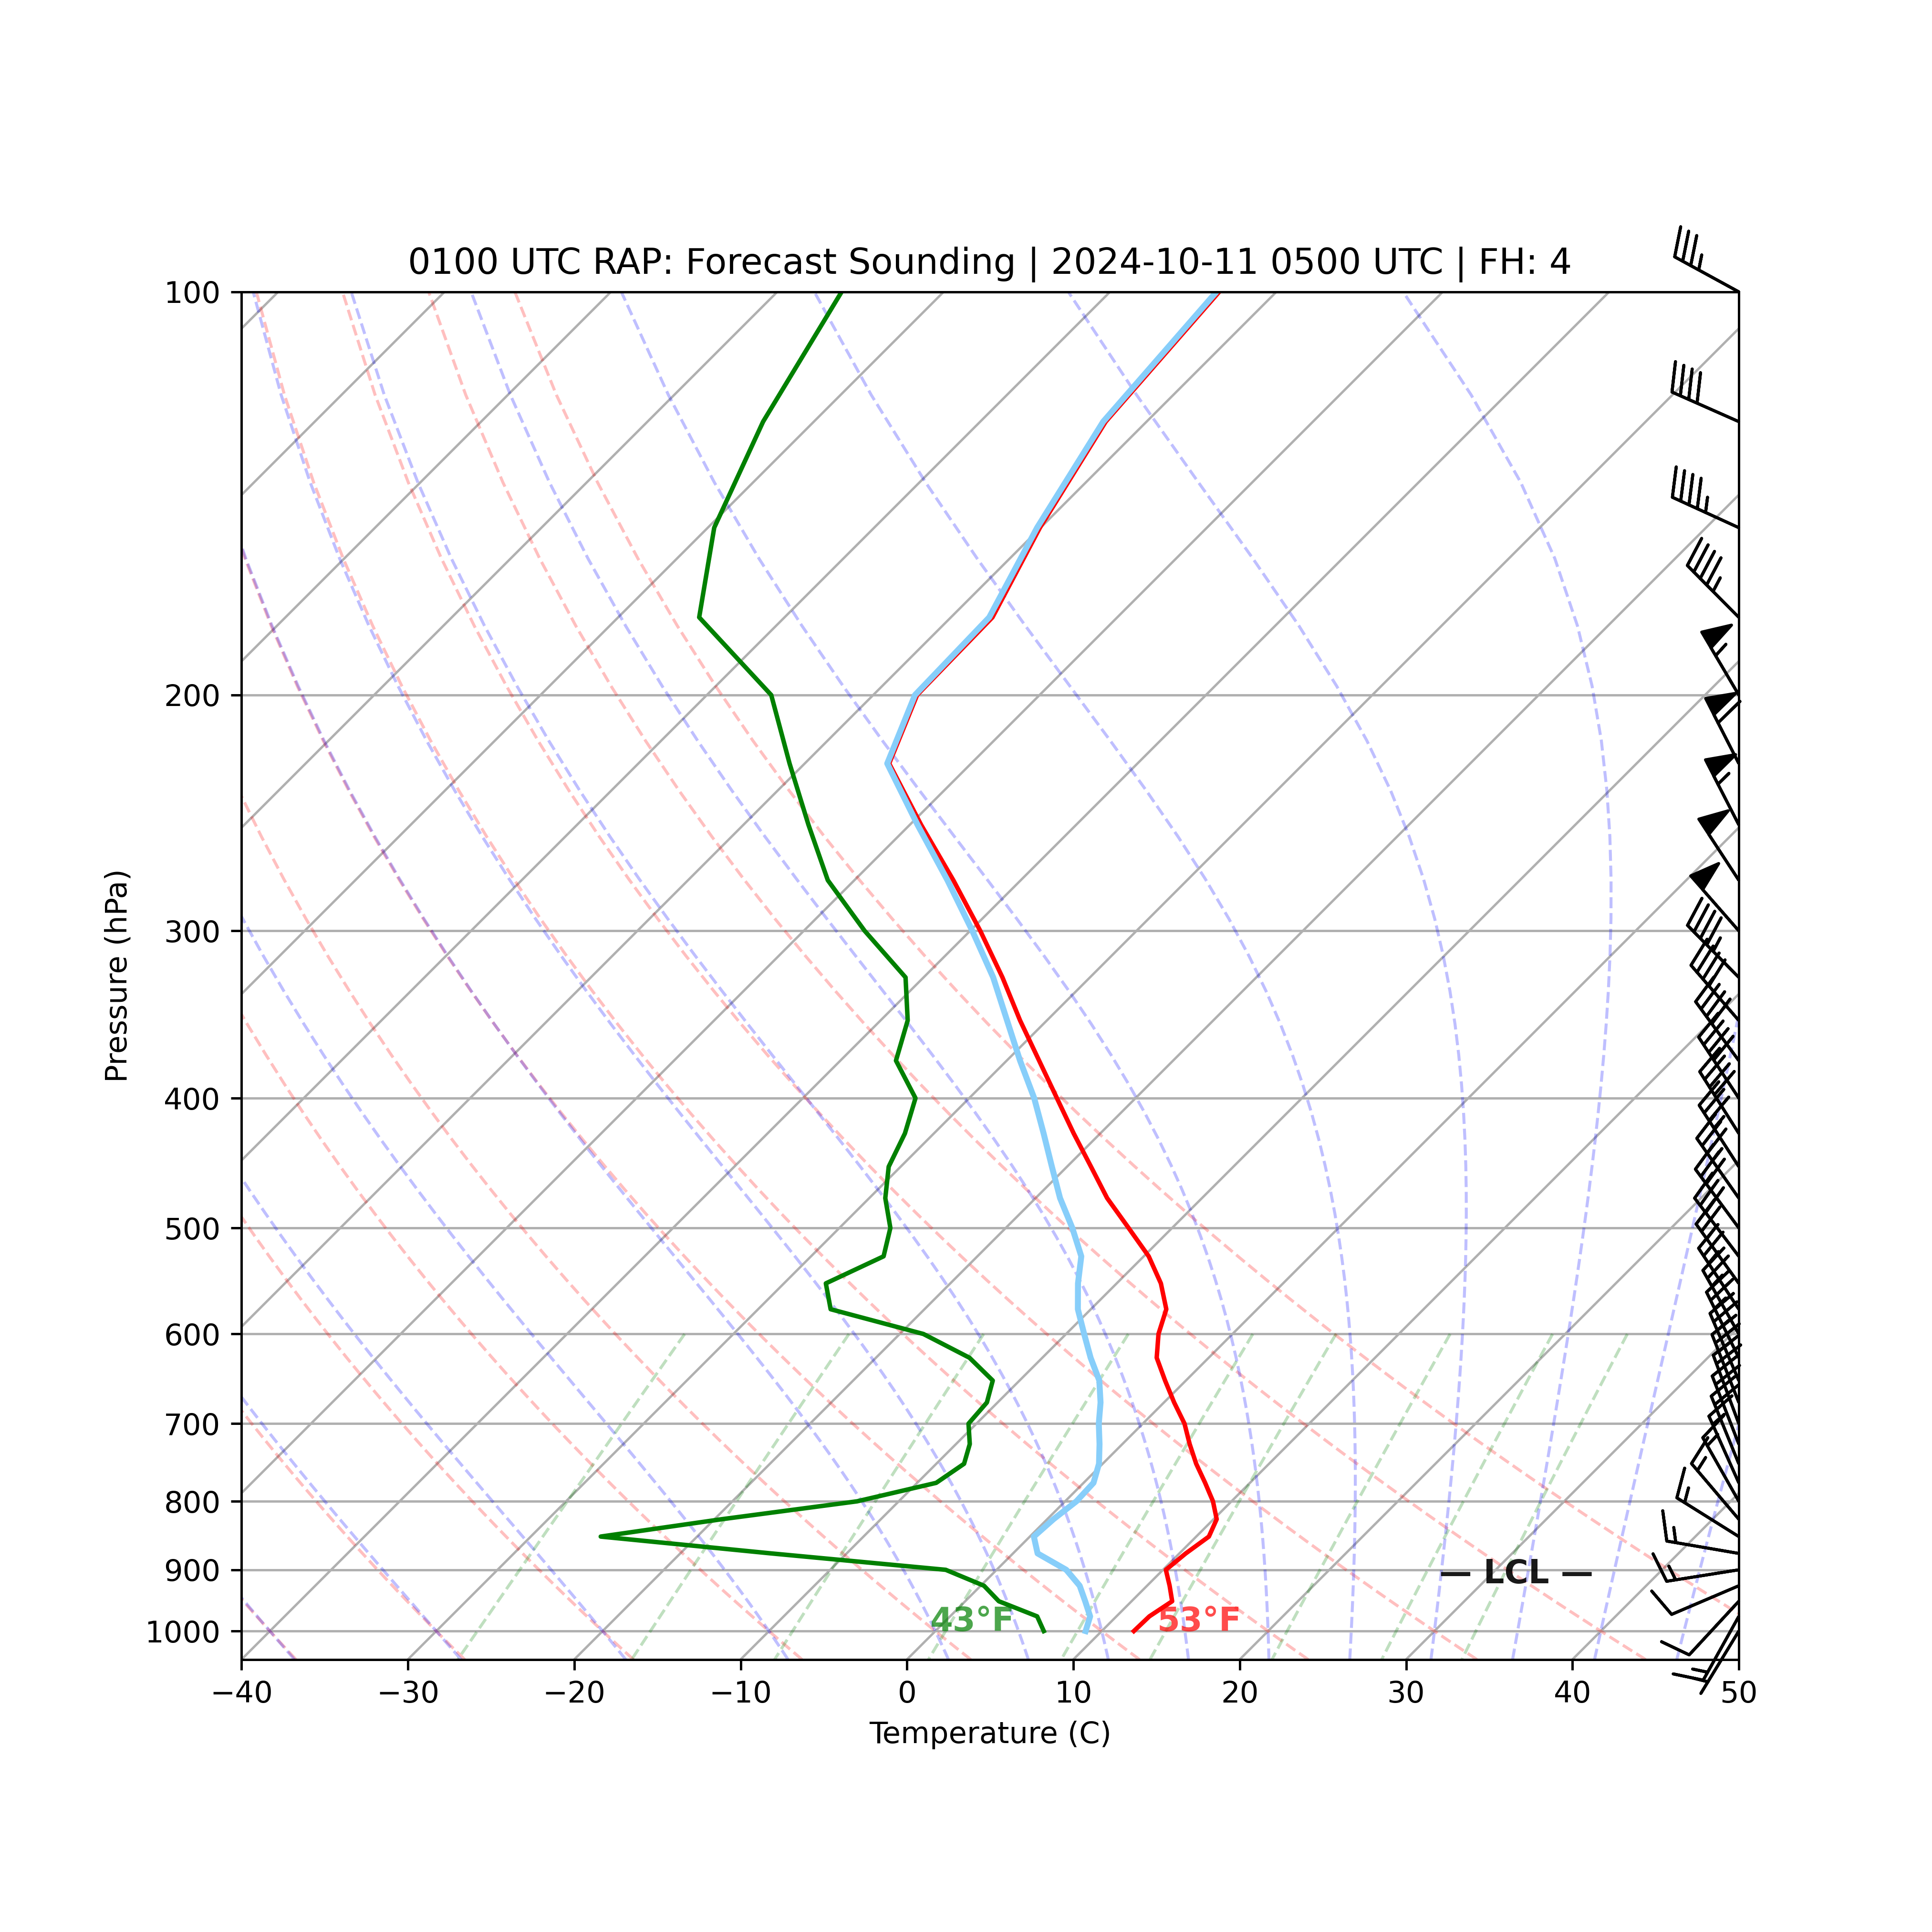 0100 UTC RAP: Forecast Sounding | 2024-10-11 0500 UTC | FH: 4
100
200
300
400
500
600
700
800
900
1000
Pressure (hPa)
— LCL —
43°F
53°F
−40 −30 −20 −10 0 10 20 30 40 50
Temperature (C)